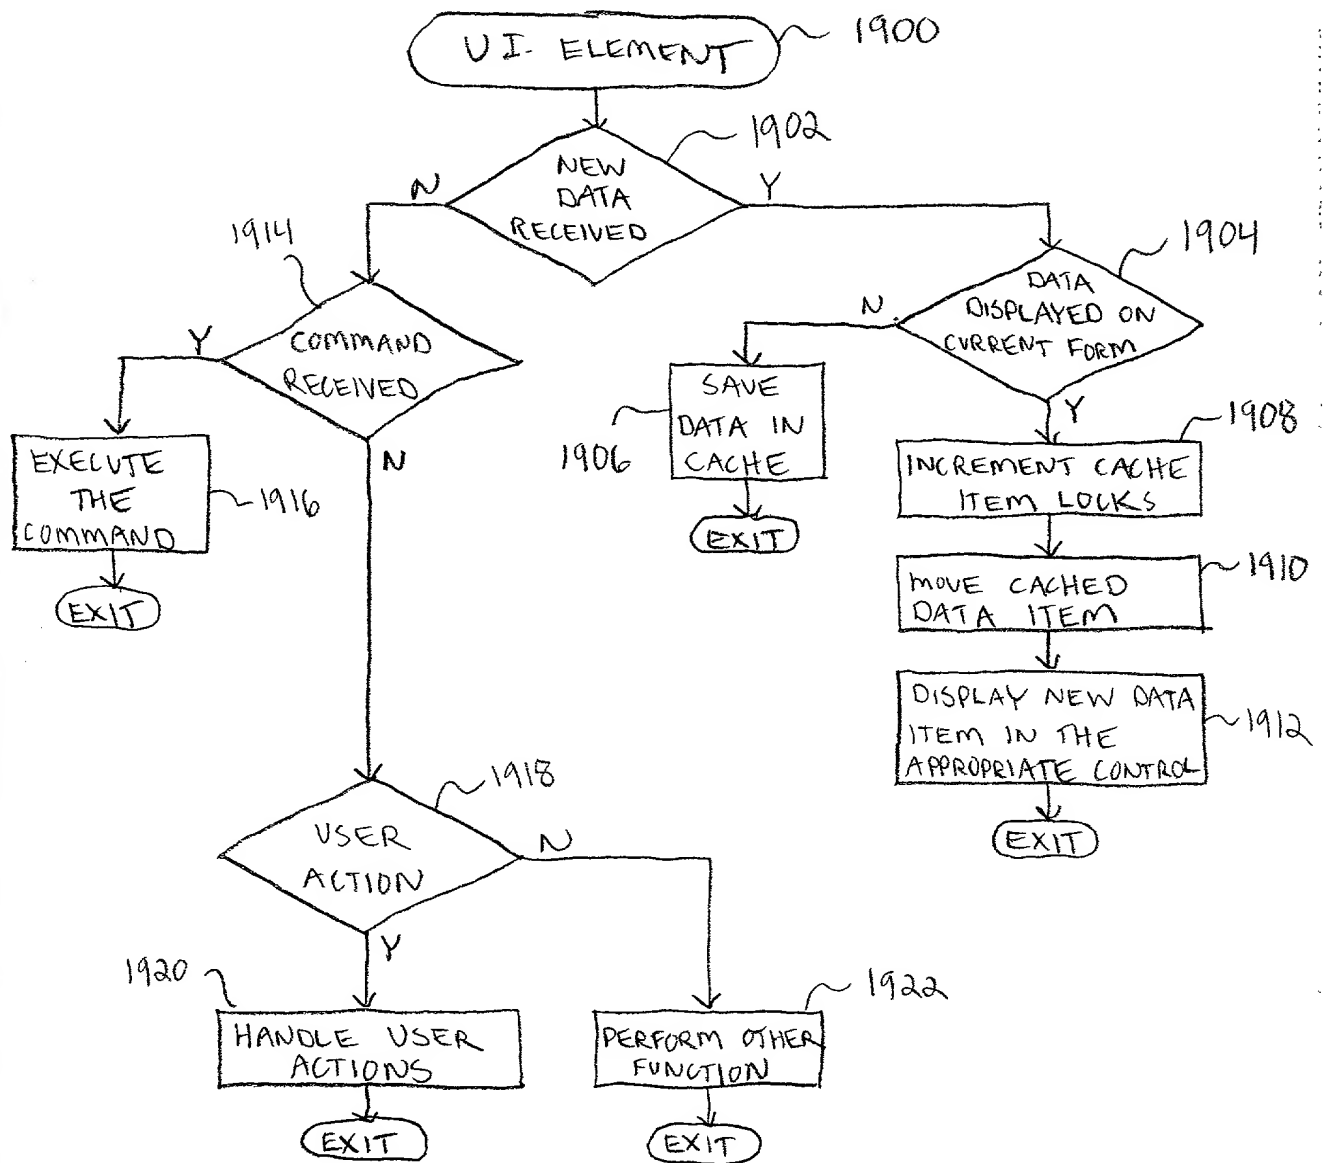 UI ELEMENT
1900
1902
NEW
DATA
RECEIVED
N
Y
1914
COMMAND
RECEIVED
Y
N
EXECUTE
THE
COMMAND
1916
EXIT
1904
DATA
DISPLAYED ON
CURRENT FORM
N
Y
SAVE
DATA IN
CACHE
1906
EXIT
1908
INCREMENT CACHE
ITEM LOCKS
1910
MOVE CACHED
DATA ITEM
DISPLAY NEW DATA
ITEM IN THE
APPROPRIATE CONTROL
1912
EXIT
1918
USER
ACTION
N
Y
1920
HANDLE USER
ACTIONS
EXIT
1922
PERFORM OTHER
FUNCTION
EXIT